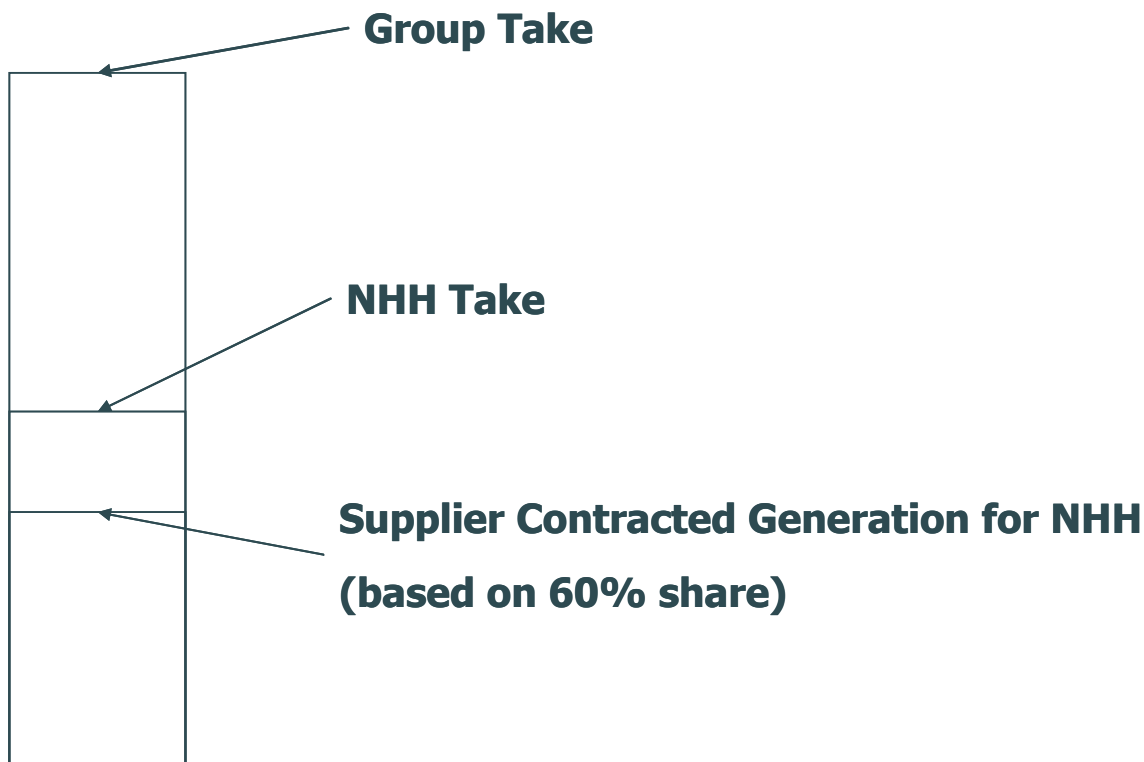 Group Take
NHH Take
Supplier Contracted Generation for NHH
(based on 60% share)